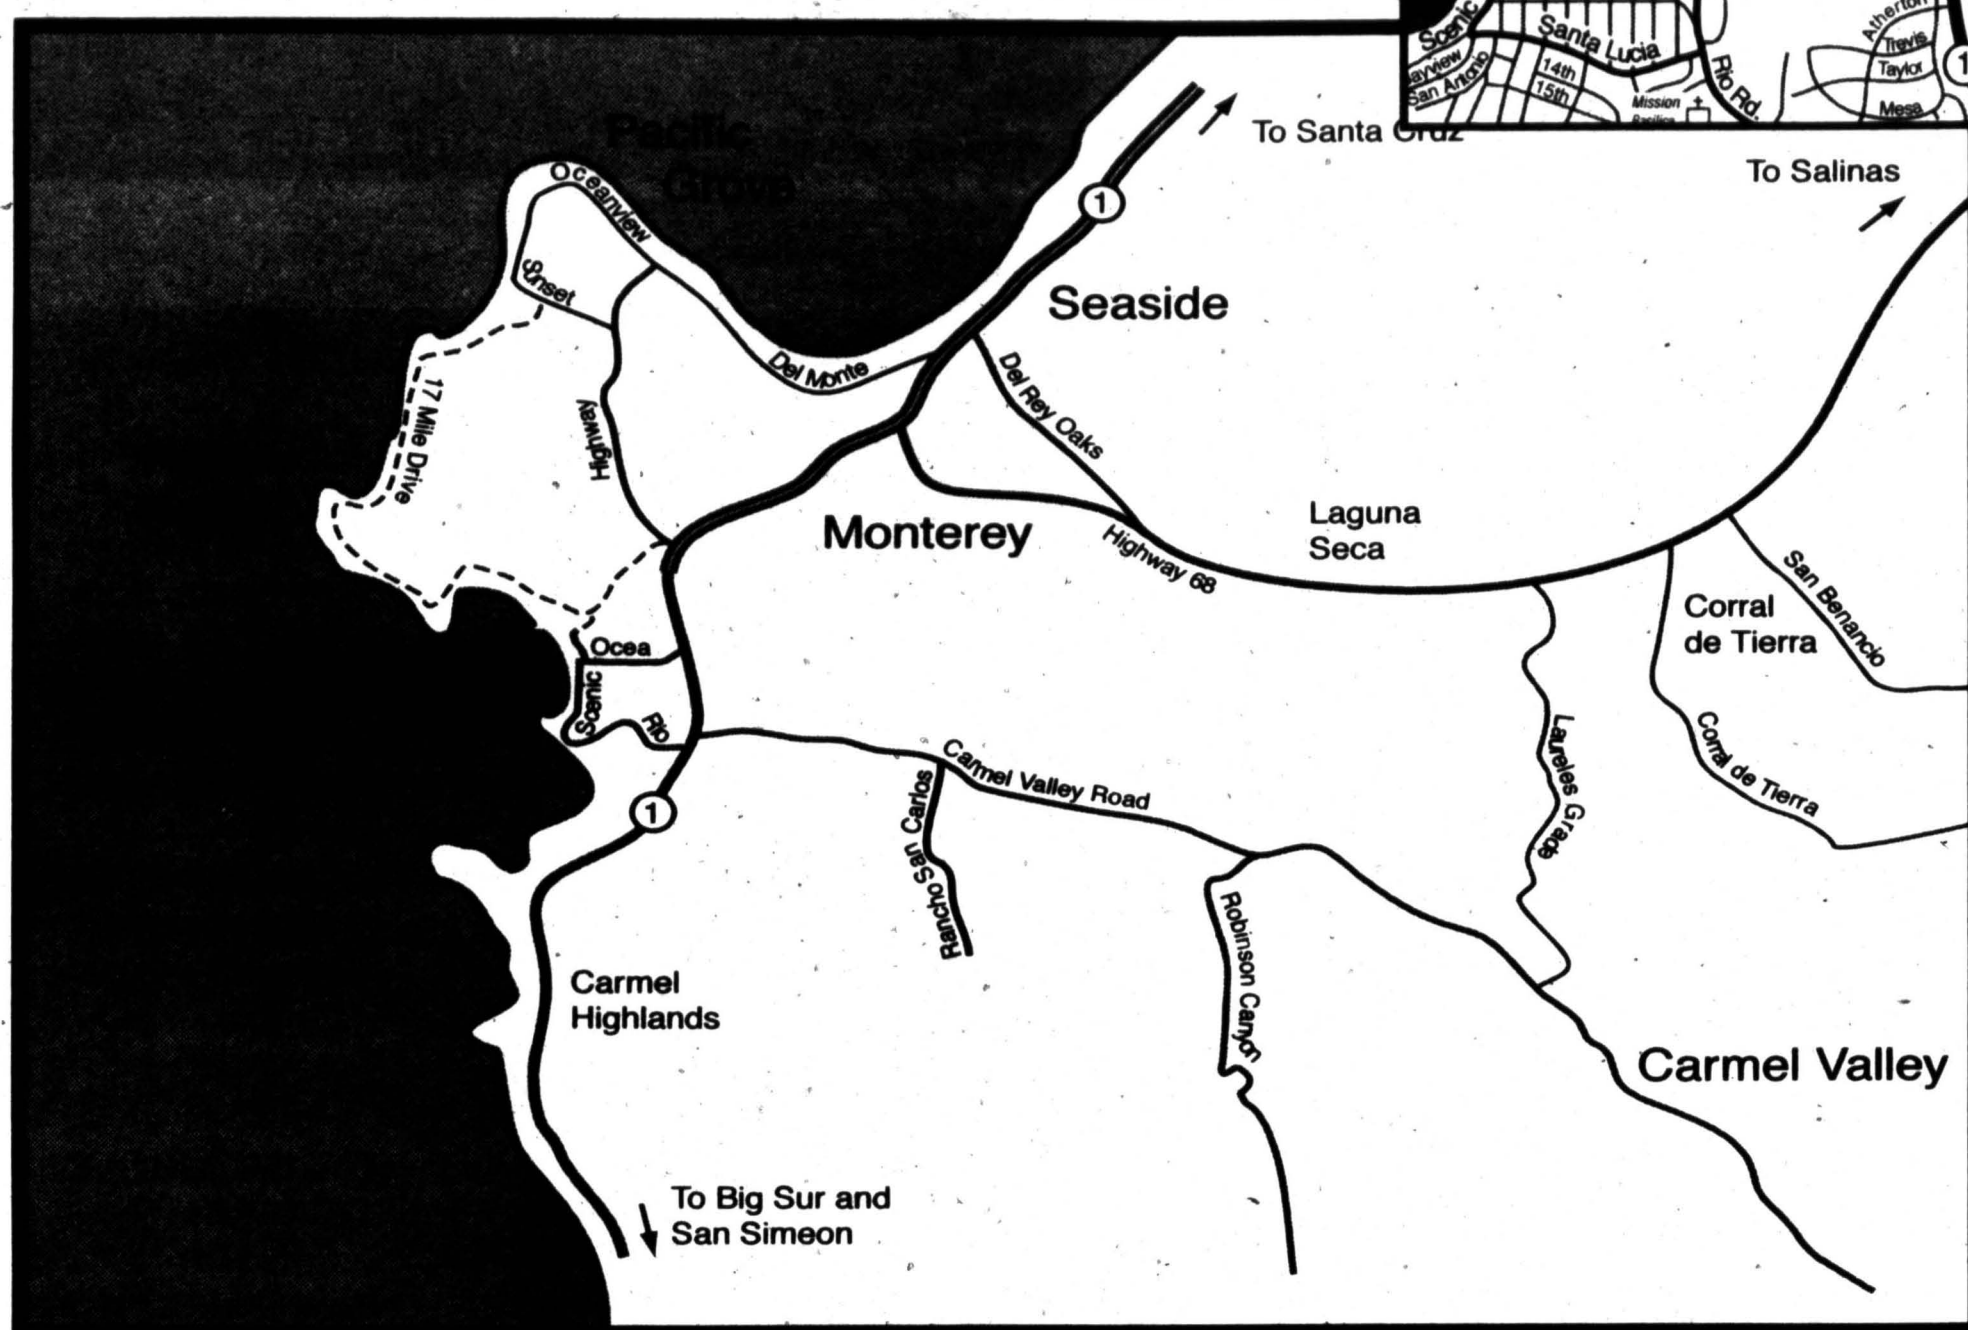 Scenic
Santa Lucia
Atherton
Trevis
Taylor
Mesa
1
San Antonio
14th
15th
Mission
Rio Rd.
To Santa Cruz
To Salinas
Pacific
Grove
Oceanview
1
Sunset
Seaside
Del Monte
Del Rey Oaks
17 Mile Drive
Highway
Monterey
Highway 68
Laguna
Seca
San Benancio
Corral
de Tierra
Ocea
Scenic
Rio
Carmel Valley Road
Laureles Grade
Corral de Tierra
Rancho San Carlos
1
Robinson Canyon
Carmel
Highlands
Carmel Valley
To Big Sur and
San Simeon